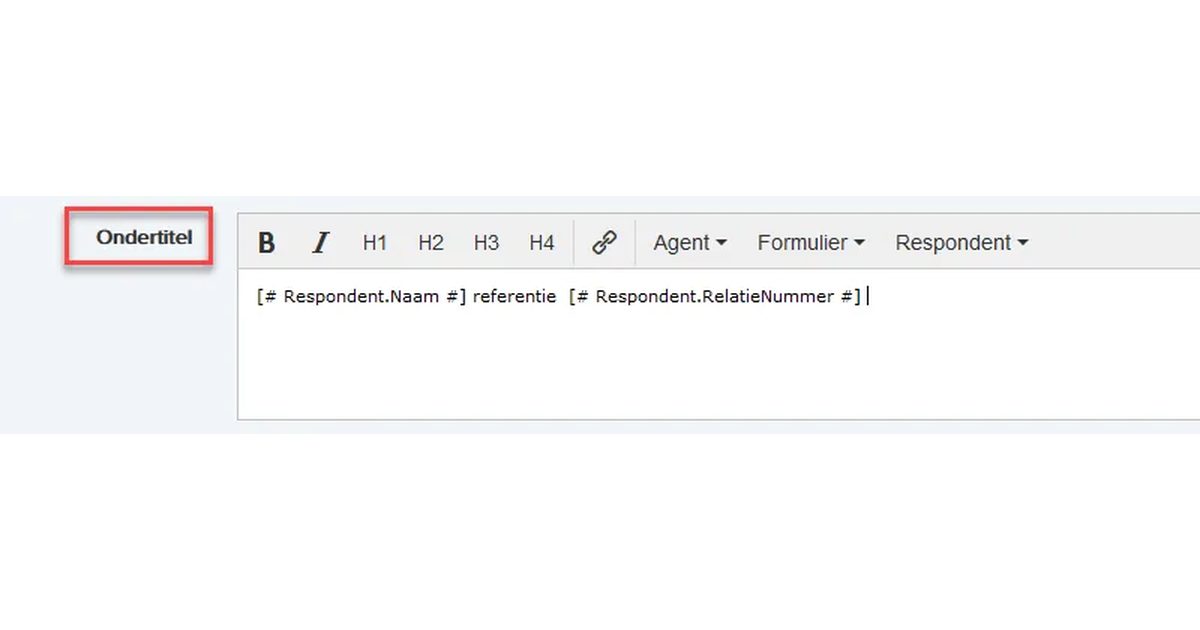 Ondertitel
B I H1 H2 H3 H4 Agent Formulier Respondent
[# Respondent.Naam #] referentie  [# Respondent.RelatieNummer #]